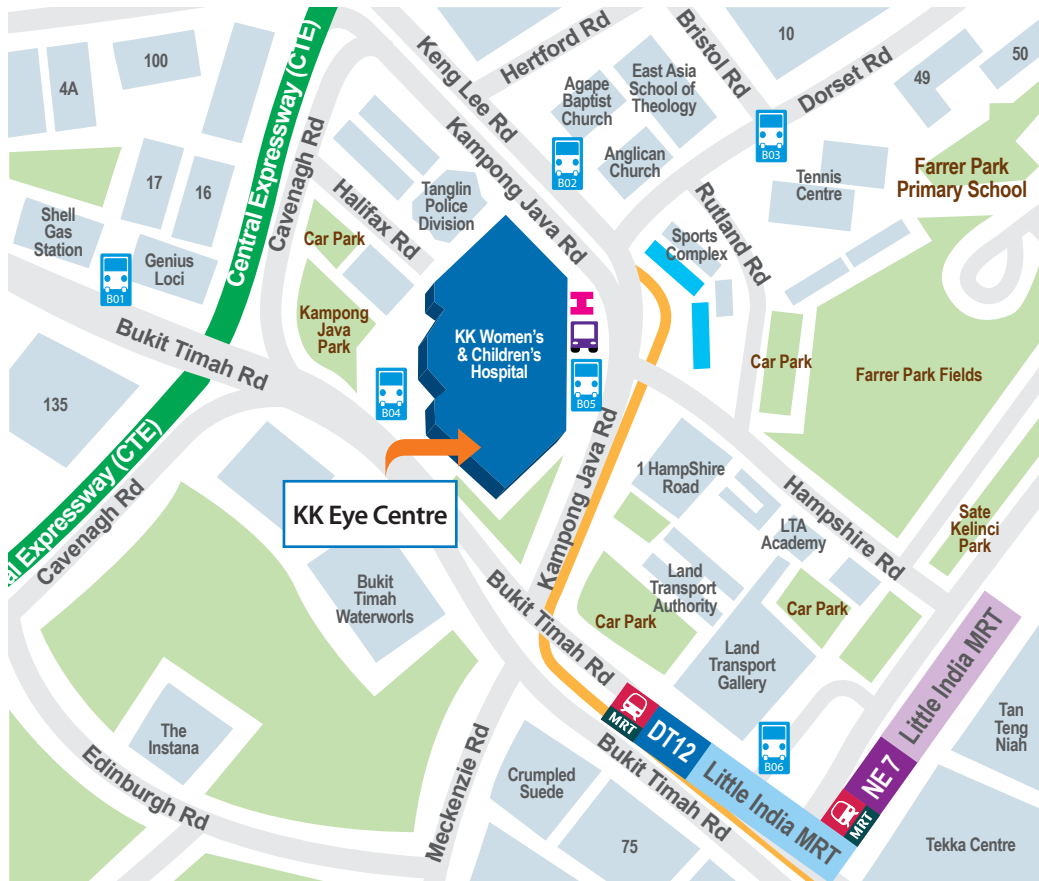 4A
100
Central Expressway (CTE)
Keng Lee Rd
Hertford Rd
Bristol Rd
10
Dorset Rd
49
50
Agape
Baptist
Church
East Asia
School of
Theology
B03
B02
Anglican
Church
Kampong Java Rd
Cavenagh Rd
17
16
Tennis
Centre
Farrer Park
Primary School
Shell
Gas
Station
Genius
Loci
B01
Halifax Rd
Tanglin
Police
Division
Car Park
Rutland Rd
Sports
Complex
Kampong
Java
Park
KK Women's
& Children's
Hospital
Bukit Timah Rd
B04
B05
Car Park
Farrer Park Fields
135
Central Expressway (CTE)
al Expressway (CTE)
Cavenagh Rd
KK Eye Centre
Kampong Java Rd
1 HampShire
Road
Hampshire Rd
LTA
Academy
Sate
Kelinci
Park
Bukit
Timah
Waterworls
Bukit Timah Rd
Land
Transport
Authority
Car Park
Car Park
Land
Transport
Gallery
The
Instana
Edinburgh Rd
Meckenzie Rd
MRT
DT12
Little India MRT
B06
MRT
NE 7
Little India MRT
Tan
Teng
Niah
Bukit Timah Rd
Crumpled
Suede
75
Tekka Centre